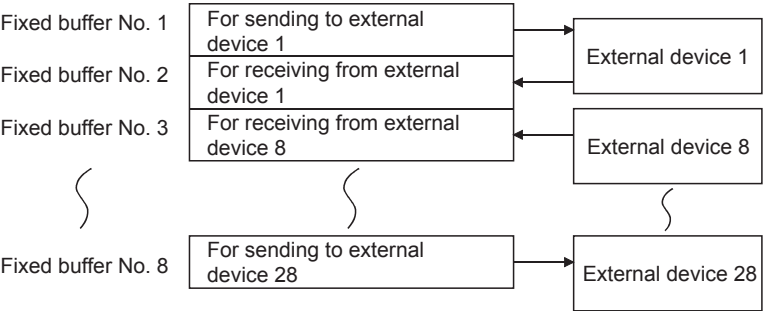 Fixed buffer No. 1
For sending to external
device 1
External device 1
Fixed buffer No. 2
For receiving from external
device 1
Fixed buffer No. 3
For receiving from external
device 8
External device 8
Fixed buffer No. 8
For sending to external
device 28
External device 28